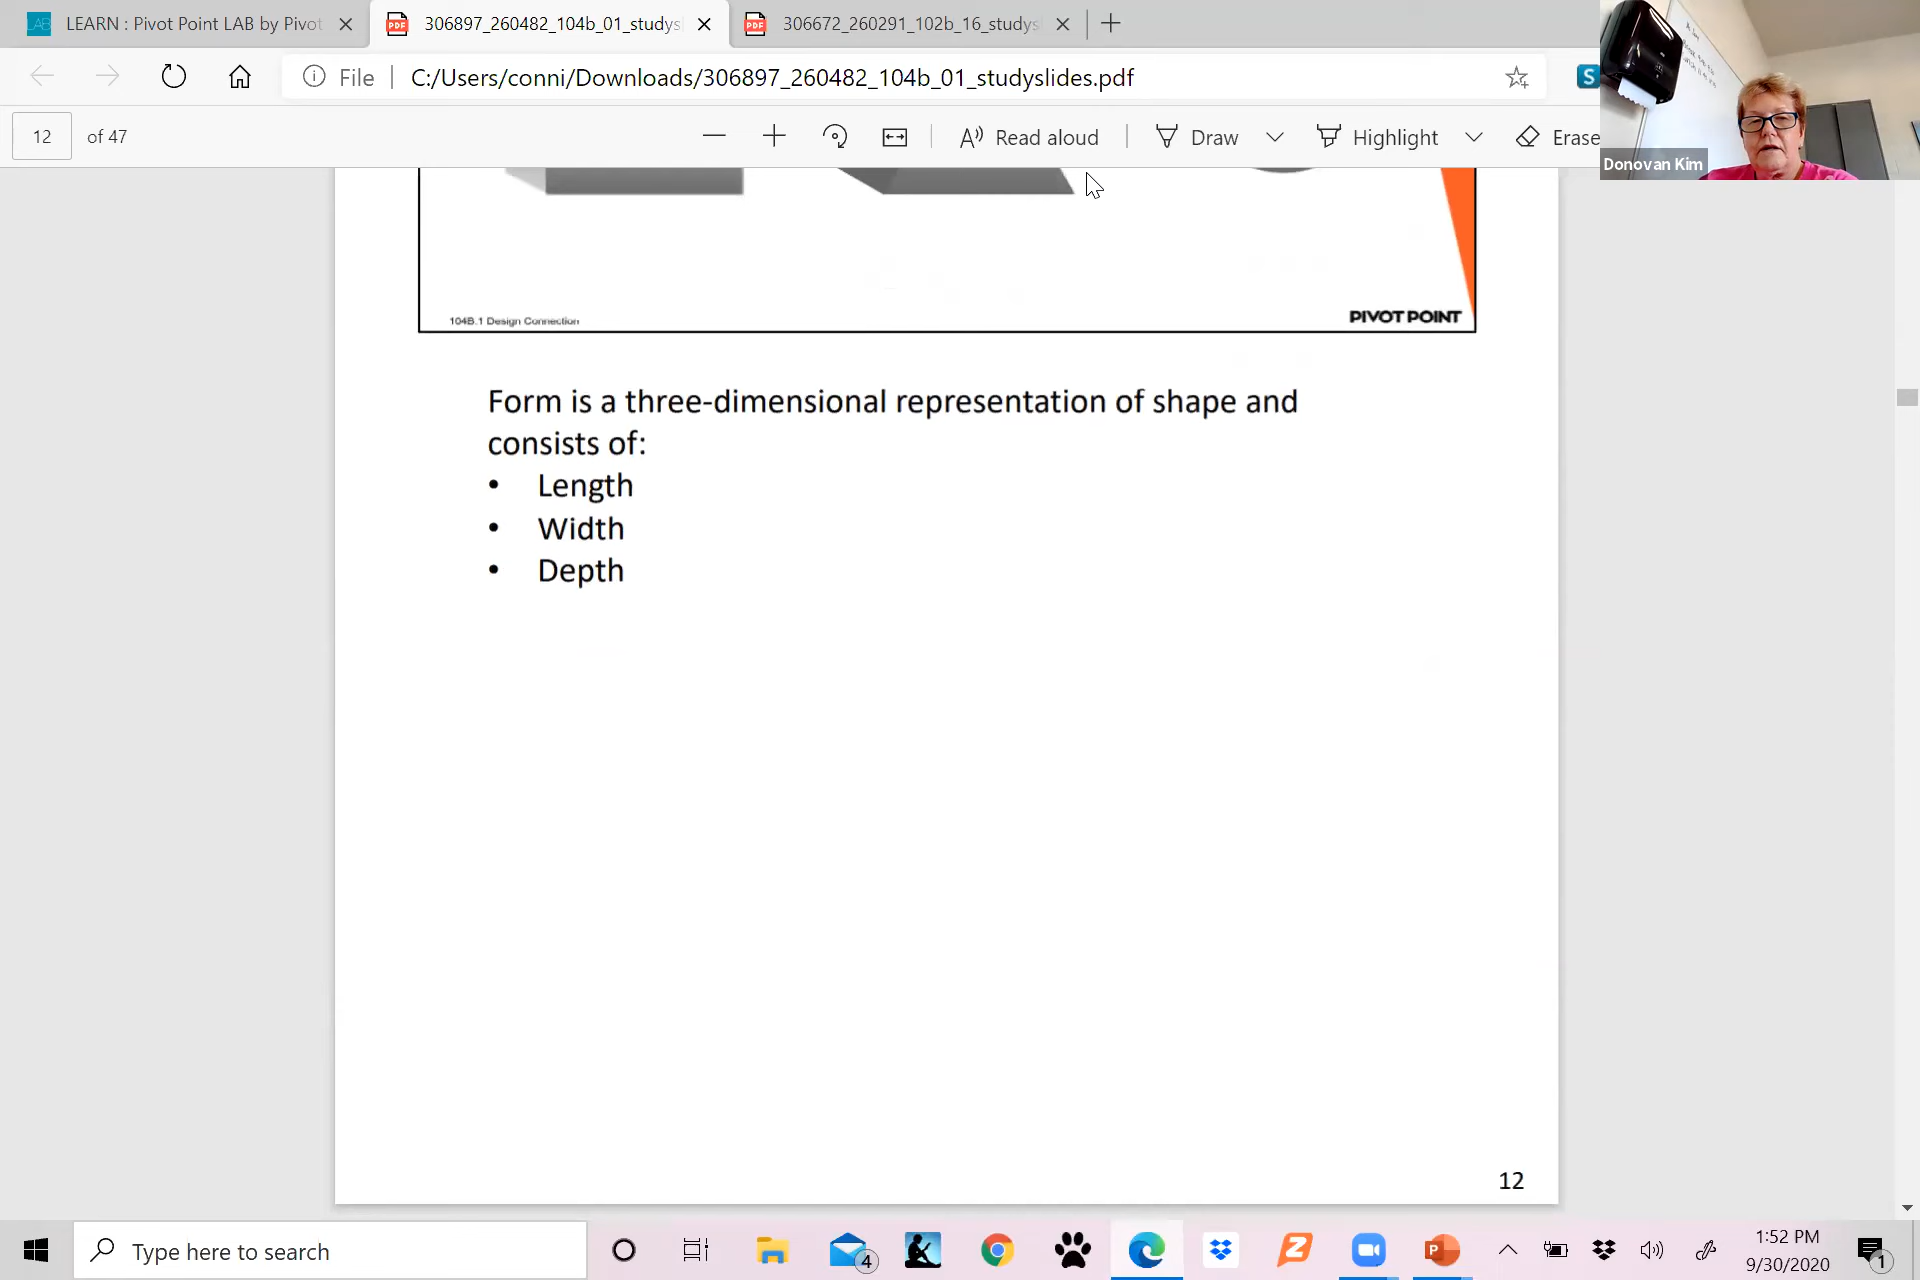 LEARN : Pivot Point LAB by Pivot
306897_260482_104b_01_studys
306672_260291_102b_16_studys
File
C:/Users/conni/Downloads/306897_260482_104b_01_studyslides.pdf
S
12 of 47
Read aloud
Draw
Highlight
Erase
Donovan Kim
104B.1 Design Connection
PIVOT POINT
Form is a three-dimensional representation of shape and
consists of:
• Length
• Width
• Depth
12
Type here to search
4
1:52 PM
9/30/2020
1